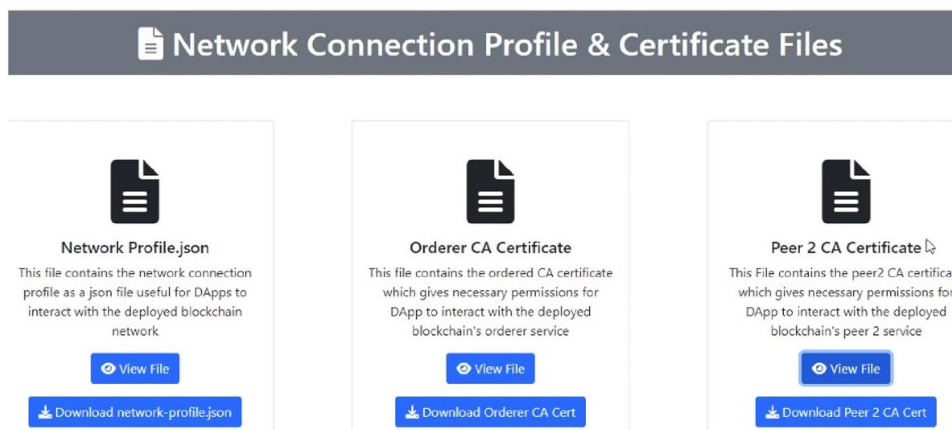 Network Connection Profile & Certificate Files
Network Profile.json
This file contains the network connection
profile as a json file useful for DApps to
interact with the deployed blockchain
network
View File
Download network-profile.json
Orderer CA Certificate
This file contains the ordered CA certificate
which gives necessary permissions for
DApp to interact with the deployed
blockchain's orderer service
View File
Download Orderer CA Cert
Peer 2 CA Certificate
This File contains the peer2 CA
which gives necessary permissions for
DApp to interact with the deployed
blockchain's peer 2 service
View File
Download Peer 2 CA Cert